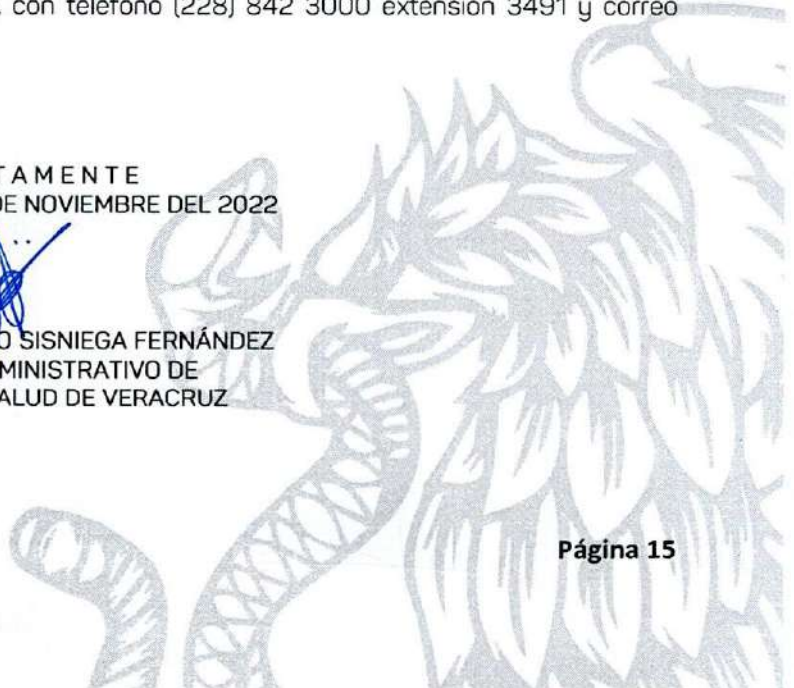 con teléfono (228) 842 3000 extensión 3491 y correo
TAMENTE
DE NOVIEMBRE DEL 2022
O SISNIEGA FERNÁNDEZ
MINISTRATIVO DE
ALUD DE VERACRUZ
Página 15